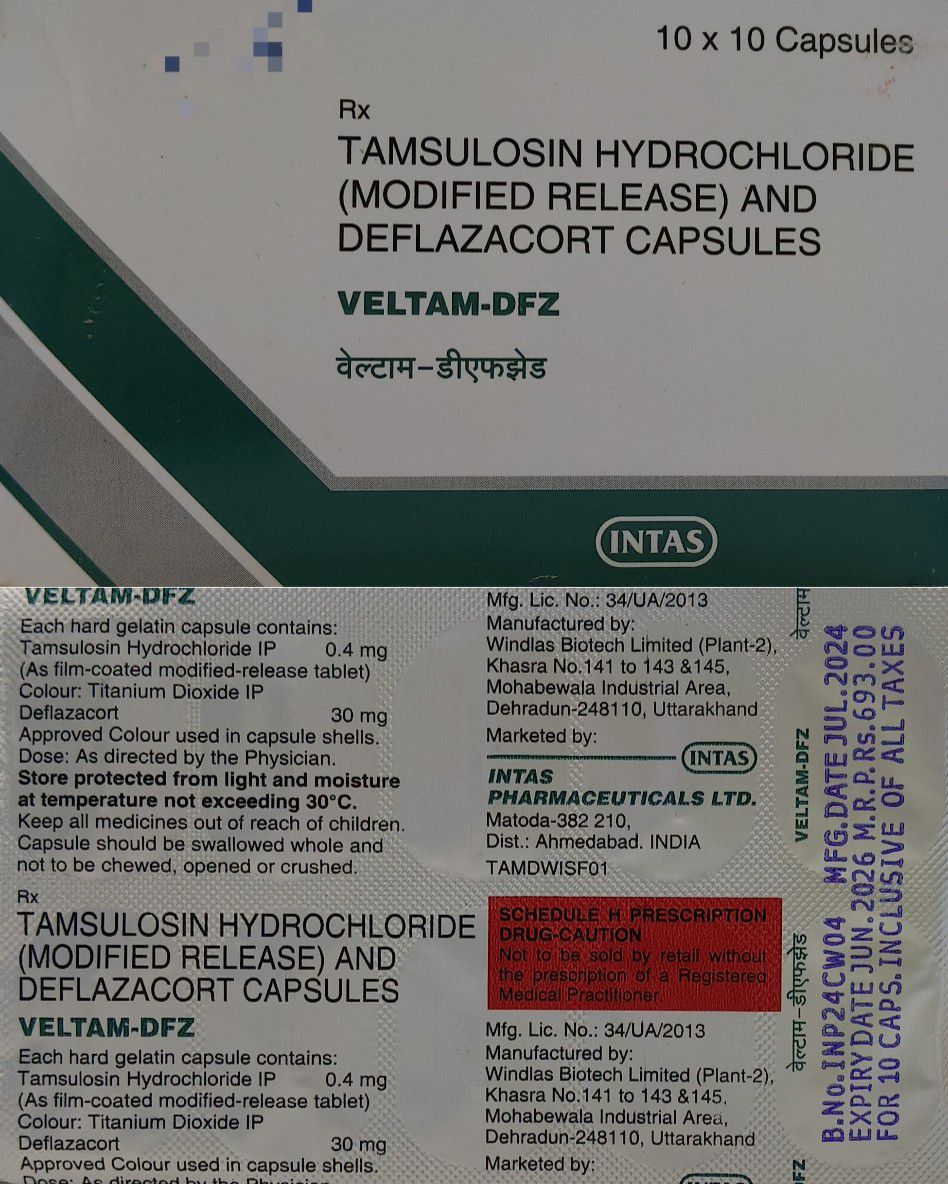 10 x 10 Capsules
Rx
TAMSULOSIN HYDROCHLORIDE
(MODIFIED RELEASE) AND
DEFLAZACORT CAPSULES
VELTAM-DFZ
वेल्टाम-डीएफझेड
INTAS
VELTAM-DFZ
Each hard gelatin capsule contains:
Tamsulosin Hydrochloride IP 0.4 mg
(As film-coated modified-release tablet)
Colour: Titanium Dioxide IP
Deflazacort 30 mg
Approved Colour used in capsule shells.
Dose: As directed by the Physician.
Store protected from light and moisture
at temperature not exceeding 30°C.
Keep all medicines out of reach of children.
Capsule should be swallowed whole and
not to be chewed, opened or crushed.
Rx
TAMSULOSIN HYDROCHLORIDE
(MODIFIED RELEASE) AND
DEFLAZACORT CAPSULES
VELTAM-DFZ
Each hard gelatin capsule contains:
Tamsulosin Hydrochloride IP 0.4 mg
(As film-coated modified-release tablet)
Colour: Titanium Dioxide IP
Deflazacort 30 mg
Approved Colour used in capsule shells.
Dose: As directed by the Physician.
Mfg. Lic. No.: 34/UA/2013
Manufactured by:
Windlas Biotech Limited (Plant-2),
Khasra No.141 to 143 &145,
Mohabewala Industrial Area,
Dehradun-248110, Uttarakhand
Marketed by:
INTAS
INTAS
PHARMACEUTICALS LTD.
Matoda-382 210,
Dist.: Ahmedabad. INDIA
TAMDWISF01
SCHEDULE H PRESCRIPTION
DRUG-CAUTION
Not to be sold by retail without
the prescription of a Registered
Medical Practitioner.
Mfg. Lic. No.: 34/UA/2013
Manufactured by:
Windlas Biotech Limited (Plant-2),
Khasra No.141 to 143 &145,
Mohabewala Industrial Area,
Dehradun-248110, Uttarakhand
Marketed by:
वेल्टाम
VELTAM-DFZ
वेल्टाम-डीएफझेड
B.No.INP24CW04 MFG.DATE JUL.2024
EXPIRY DATE JUN.2026 M.R.P.Rs.693.00
FOR 10 CAPS. INCLUSIVE OF ALL TAXES